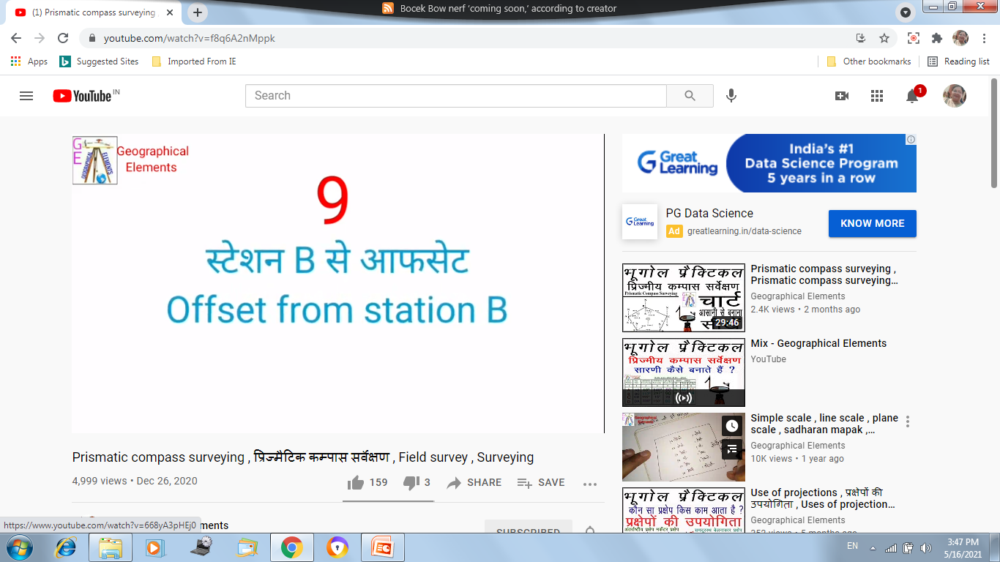 Bocek Bow nerf ‘coming soon,’ according to creator
(1) Prismatic compass surveying ,
youtube.com/watch?v=f8q6A2nMppk
Apps Suggested Sites Imported From IE Other bookmarks Reading list
YouTube IN Search 1
Geographical
Elements
9
स्टेशन B से आफसेट
Offset from station B
Prismatic compass surveying , प्रिज्मैटिक कम्पास सर्वेक्षण , Field survey , Surveying
4,999 views • Dec 26, 2020
159 3 SHARE SAVE
SUBSCRIBED
https://www.youtube.com/watch?v=668yA3pHEj0
Great Learning
India’s #1
Data Science Program
5 years in a row
Great Learning
PG Data Science
Ad greatlearning.in/data-science
KNOW MORE
भूगोल प्रैक्टिकल
प्रिज्मीय कम्पास सर्वेक्षण
Prismatic Compass Surveying
चार्ट
आसानी से बनाना
29:46
Prismatic compass surveying ,
Prismatic compass surveying...
Geographical Elements
2.4K views • 2 months ago
भूगोल प्रैक्टिकल
प्रिज्मीय कम्पास सर्वेक्षण
सारणी कैसे बनाते हैं ?
Mix - Geographical Elements
YouTube
Simple scale , line scale , plane
scale , sadharan mapak ,...
Geographical Elements
10K views • 1 year ago
भूगोल प्रैक्टिकल
कौन सा प्रक्षेप किस काम आता है ?
प्रक्षेपों की उपयोगिता
Use of projections , प्रक्षेपों की
उपयोगिता , Uses of projection...
Geographical Elements
EN
3:47 PM
5/16/2021